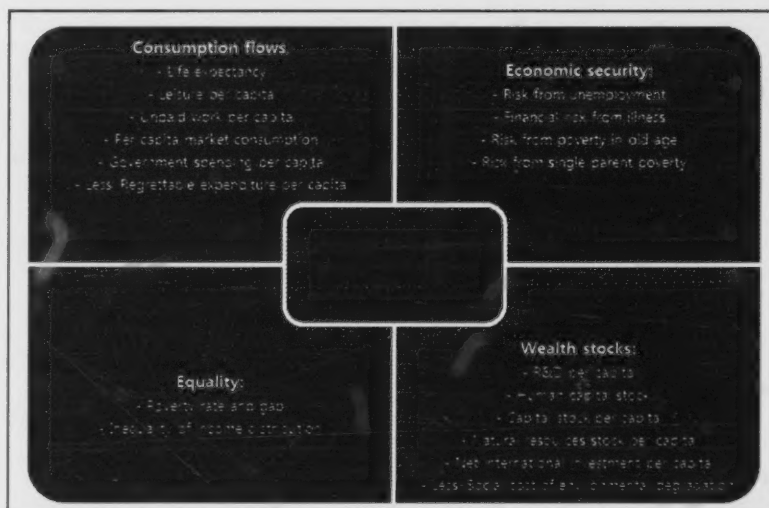 Consumption flows
- Life expectancy
- Leisure per capita
- Unpaid work per capita
- Per capita market consumption
- Government spending per capita
- Less: Regrettable expenditure per capita
Economic security:
- Risk from unemployment
- Financial risk from illness
- Risk from poverty in old age
- Risk from single parent poverty
Equality:
- Poverty rate and gap
- Inequality of income distribution
Wealth stocks:
- R&D per capita
- Human capital stock
- Capital stock per capita
- Natural resources stock per capita
- Net international investment per capita
- Less: Social cost of environmental degradation